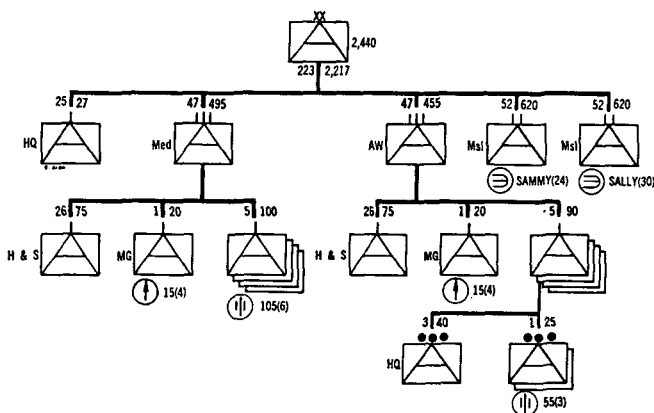 XX
2,440
223 2,217
25 27
47 495
47 455
52 620
52 620
HQ
Med
AW
Msl
Msl
SAMMY(24)
SALLY(30)
26 75
1 20
5 100
26 75
1 20
5 90
H & S
MG
H & S
MG
15(4)
105(6)
15(4)
3 40
1 25
HQ
55(3)